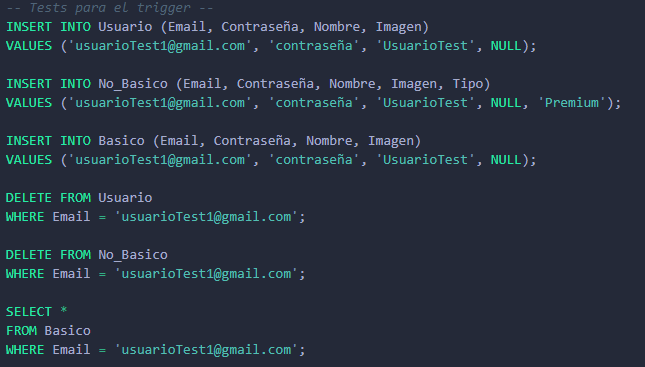 -- Tests para el trigger --
INSERT INTO Usuario (Email, Contraseña, Nombre, Imagen)
VALUES ('usuarioTest1@gmail.com', 'contraseña', 'UsuarioTest', NULL);
INSERT INTO No_Basico (Email, Contraseña, Nombre, Imagen, Tipo)
VALUES ('usuarioTest1@gmail.com', 'contraseña', 'UsuarioTest', NULL, 'Premium');
INSERT INTO Basico (Email, Contraseña, Nombre, Imagen)
VALUES ('usuarioTest1@gmail.com', 'contraseña', 'UsuarioTest', NULL);
DELETE FROM Usuario
WHERE Email = 'usuarioTest1@gmail.com';
DELETE FROM No_Basico
WHERE Email = 'usuarioTest1@gmail.com';
SELECT *
FROM Basico
WHERE Email = 'usuarioTest1@gmail.com';